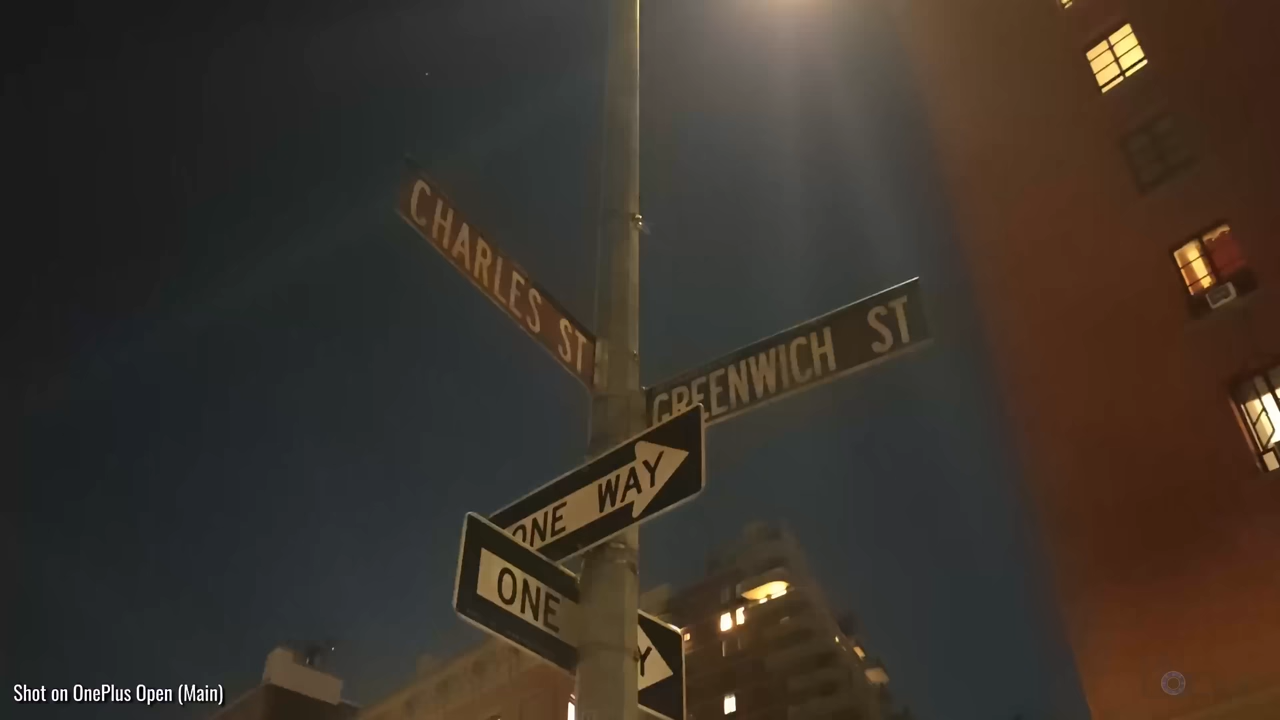 CHARLES ST
GREENWICH ST
ONE WAY
ONE Y
Shot on OnePlus Open (Main)